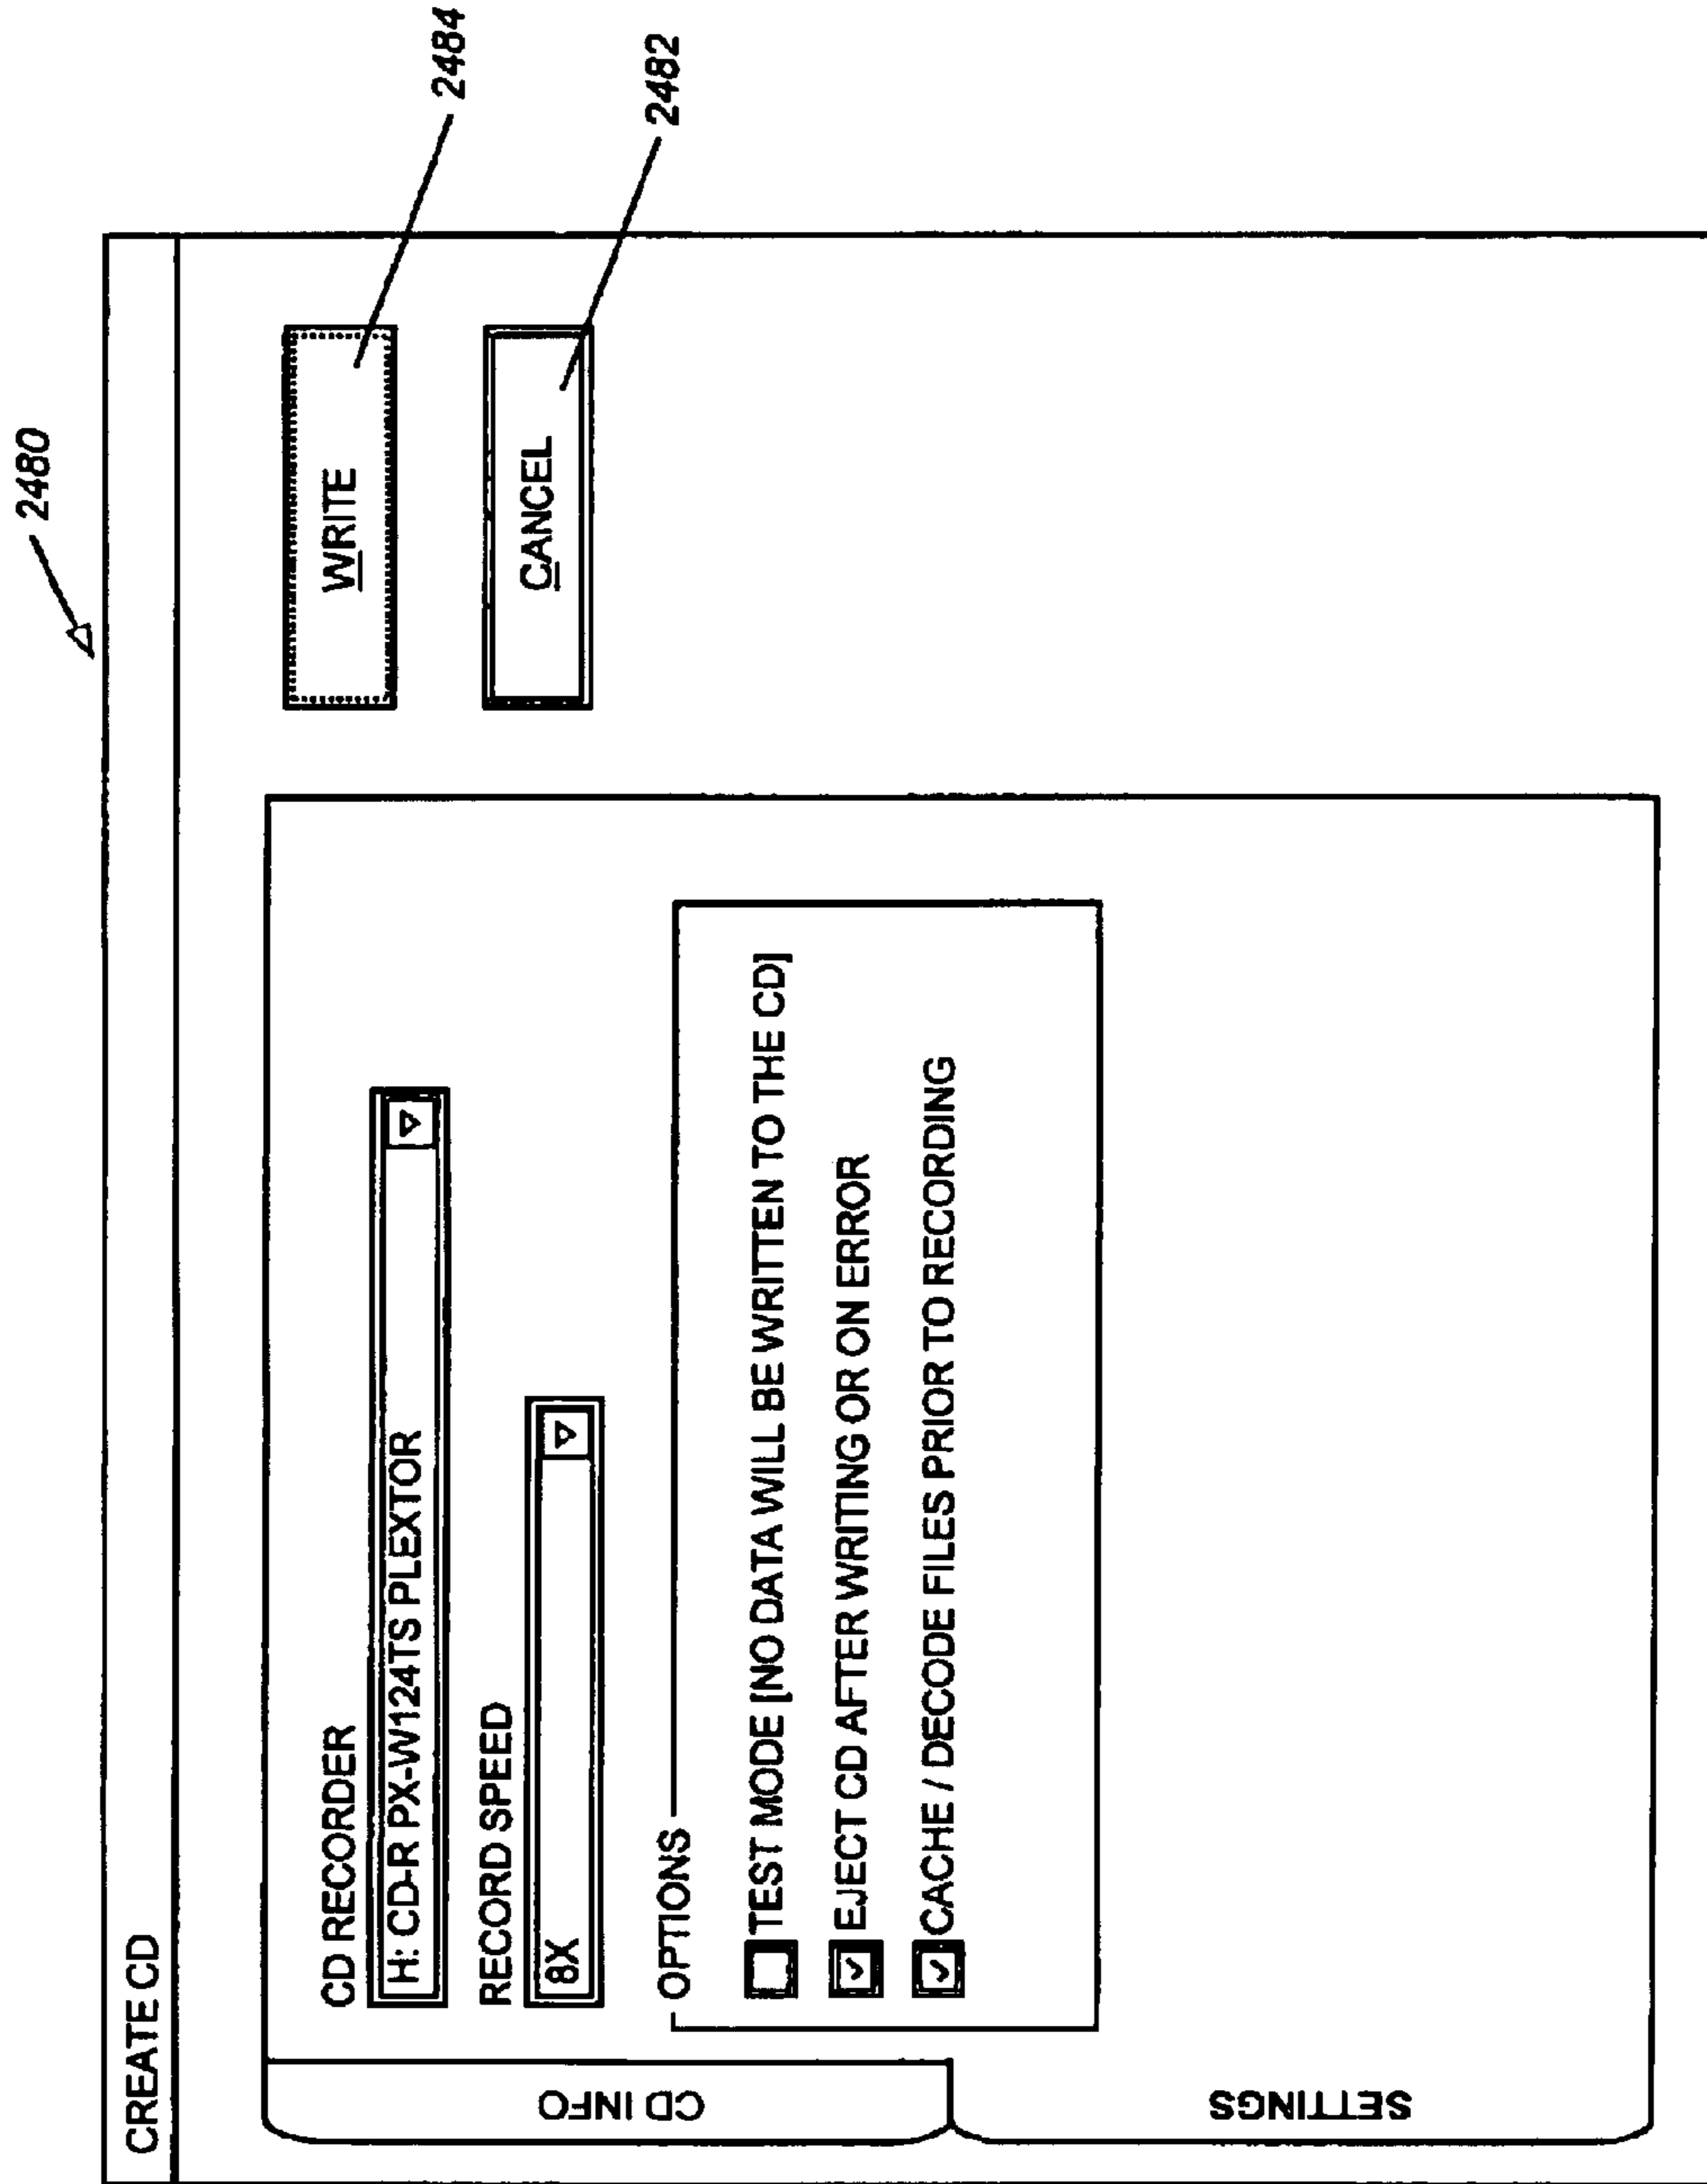 2480
CREATE CD
WRITE
2484
CANCEL
2482
CD INFO
SETTINGS
CD RECORDER
H: CD-R PX-W124TS PLEXTOR
RECORD SPEED
8X
OPTIONS
TEST MODE [NO DATA WILL BE WRITTEN TO THE CD]
EJECT CD AFTER WRITING OR ON ERROR
CACHE / DECODE FILES PRIOR TO RECORDING